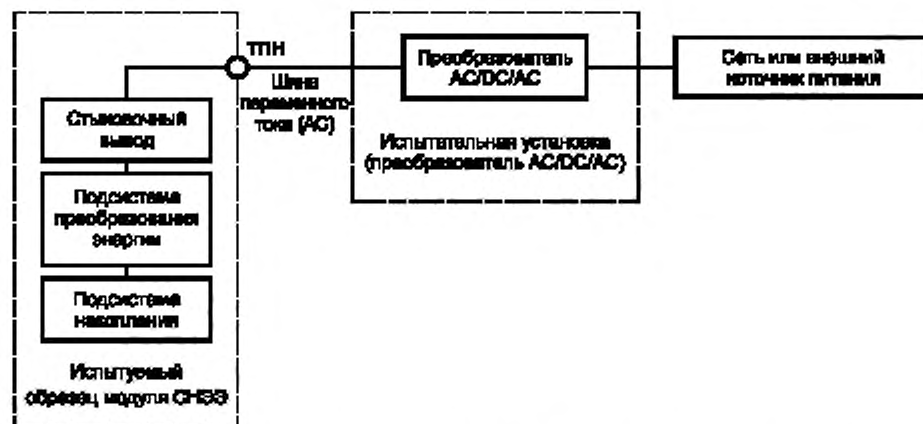 ТПН
Шина
переменного
тока (AC)
Преобразователь
AC/DC/AC
Сеть или внешний
источник питания
Испытательная установка
(преобразователь AC/DC/AC)
Стыковочный
вывод
Подсистема
преобразования
энергии
Подсистема
накопления
Испытуемый
образец модуля СНЭЭ